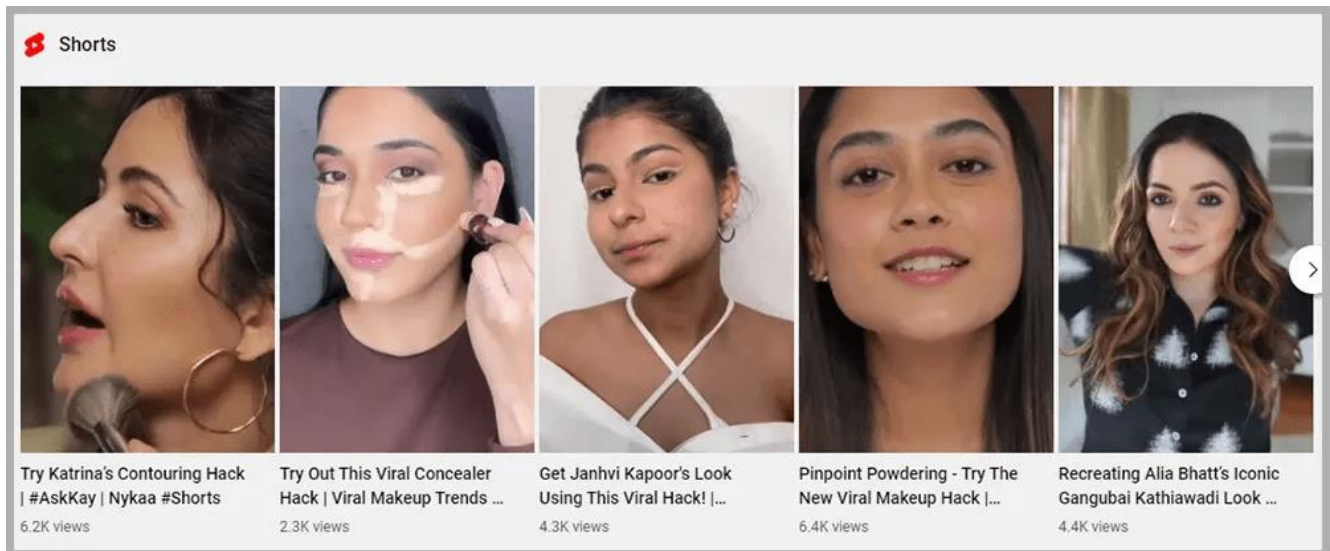 Shorts
Try Katrina's Contouring Hack
| #AskKay | Nykaa #Shorts
6.2K views
Try Out This Viral Concealer
Hack | Viral Makeup Trends ...
2.3K views
Get Janhvi Kapoor's Look
Using This Viral Hack! |...
4.3K views
Pinpoint Powdering - Try The
New Viral Makeup Hack |...
6.4K views
Recreating Alia Bhatt's Iconic
Gangubai Kathiawadi Look ...
4.4K views